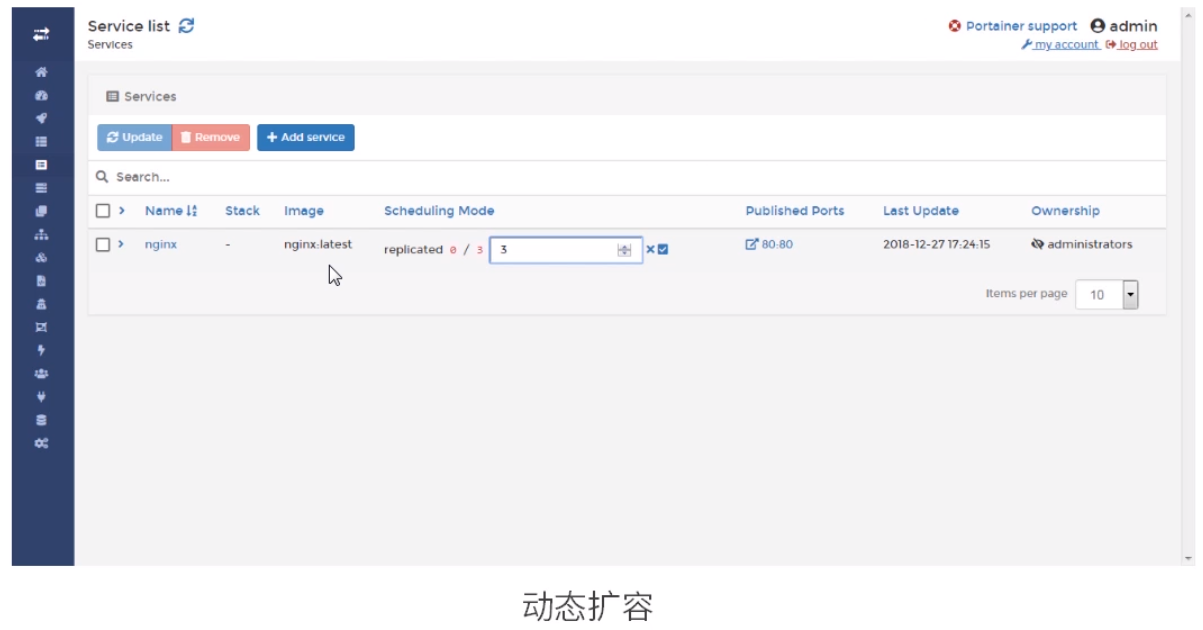 Service list
Portainer support admin
Services
my account log out
Services
Update Remove + Add service
Search...
Name Stack Image Scheduling Mode Published Ports Last Update Ownership
nginx - nginx:latest replicated 0 / 3 3 80:80 2018-12-27 17:24:15 administrators
Items per page 10
动态扩容